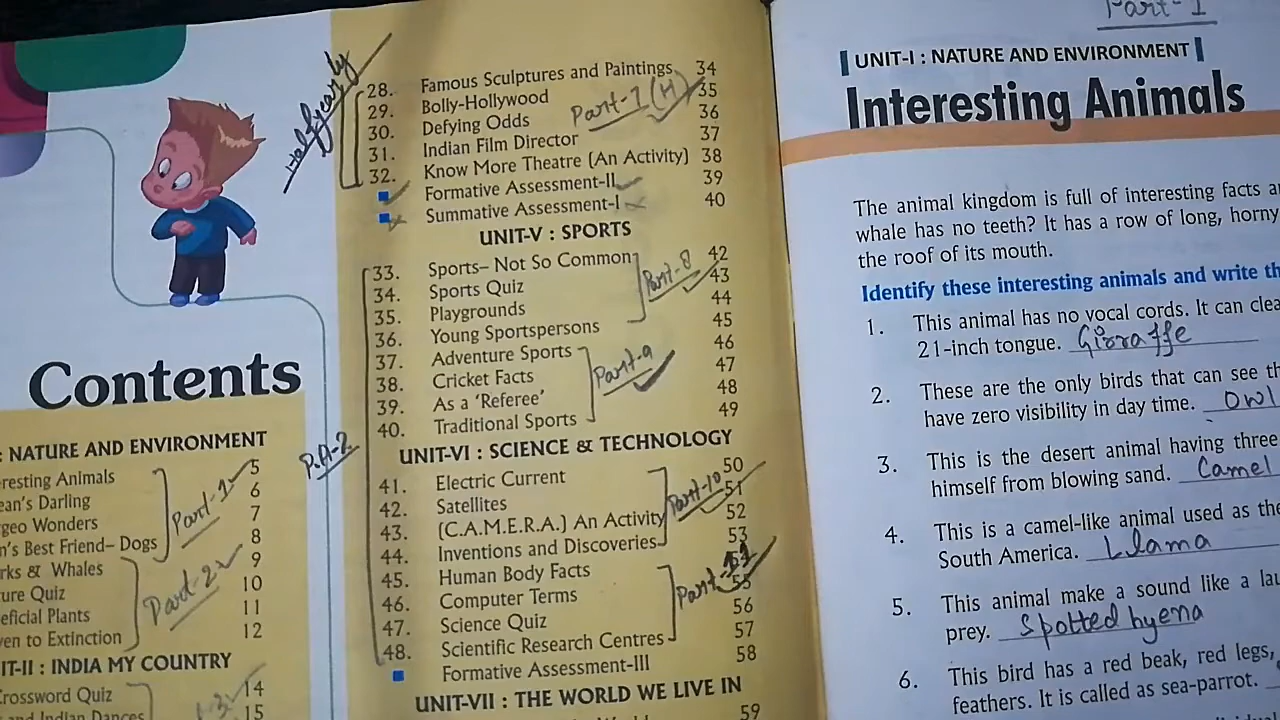 Contents
: NATURE AND ENVIRONMENT
resting Animals 5
ean's Darling 6
rgeo Wonders 7
n's Best Friend– Dogs 8
rks & Whales 9
ure Quiz 10
eficial Plants 11
ven to Extinction 12
Part-1
Part-2
IT-II : INDIA MY COUNTRY
Crossword Quiz 14
and Indian Dances 15
Half yearly
28. Famous Sculptures and Paintings 34
29. Bolly-Hollywood 35
30. Defying Odds 36
31. Indian Film Director 37
32. Know More Theatre (An Activity) 38
Formative Assessment-II 39
Summative Assessment-I 40
Part-7 (H)
UNIT-V : SPORTS
33. Sports– Not So Common 42
34. Sports Quiz 43
35. Playgrounds 44
36. Young Sportspersons 45
37. Adventure Sports 46
38. Cricket Facts 47
39. As a 'Referee' 48
40. Traditional Sports 49
Part-8
Part-9
P.A-2
UNIT-VI : SCIENCE & TECHNOLOGY
41. Electric Current 50
42. Satellites 51
43. (C.A.M.E.R.A.) An Activity 52
44. Inventions and Discoveries 53
45. Human Body Facts
46. Computer Terms 55
47. Science Quiz 56
48. Scientific Research Centres 57
Formative Assessment-III 58
Part-10
Part-11
UNIT-VII : THE WORLD WE LIVE IN
59
Part-1
UNIT-I : NATURE AND ENVIRONMENT
Interesting Animals
The animal kingdom is full of interesting facts a
whale has no teeth? It has a row of long, horny
the roof of its mouth.
Identify these interesting animals and write th
1. This animal has no vocal cords. It can clea
21-inch tongue. Giraffe
2. These are the only birds that can see th
have zero visibility in day time. Owl
3. This is the desert animal having three
himself from blowing sand. Camel
4. This is a camel-like animal used as the
South America. Llama
5. This animal make a sound like a lau
prey. Spotted hyena
6. This bird has a red beak, red legs,
feathers. It is called as sea-parrot.